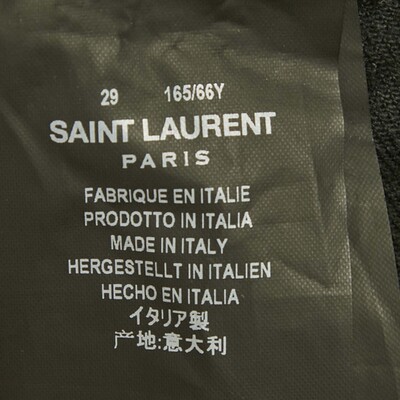 29 165/66Y
SAINT LAURENT
PARIS
FABRIQUE EN ITALIE
PRODOTTO IN ITALIA
MADE IN ITALY
HERGESTELLT IN ITALIEN
HECHO EN ITALIA
イタリア製
产地:意大利